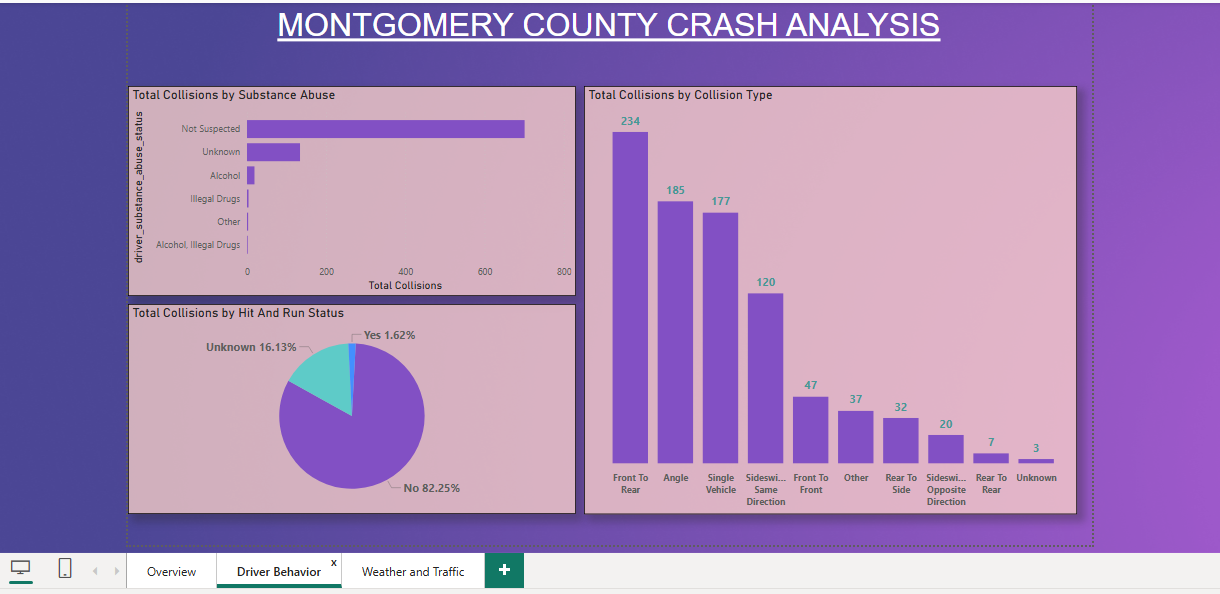 MONTGOMERY COUNTY CRASH ANALYSIS
Total Collisions by Substance Abuse
driver_substance_abuse_status
Not Suspected
Unknown
Alcohol
Illegal Drugs
Other
Alcohol, Illegal Drugs
0 200 400 600 800
Total Collisions
Total Collisions by Hit And Run Status
Yes 1.62%
Unknown 16.13%
No 82.25%
Total Collisions by Collision Type
234
185
177
120
47
37
32
20
7
3
Front To
Rear
Angle
Single
Vehicle
Sideswi...
Same
Direction
Front To
Front
Other
Rear To
Side
Sideswi...
Opposite
Direction
Rear To
Rear
Unknown
Overview
Driver Behavior x
Weather and Traffic
+